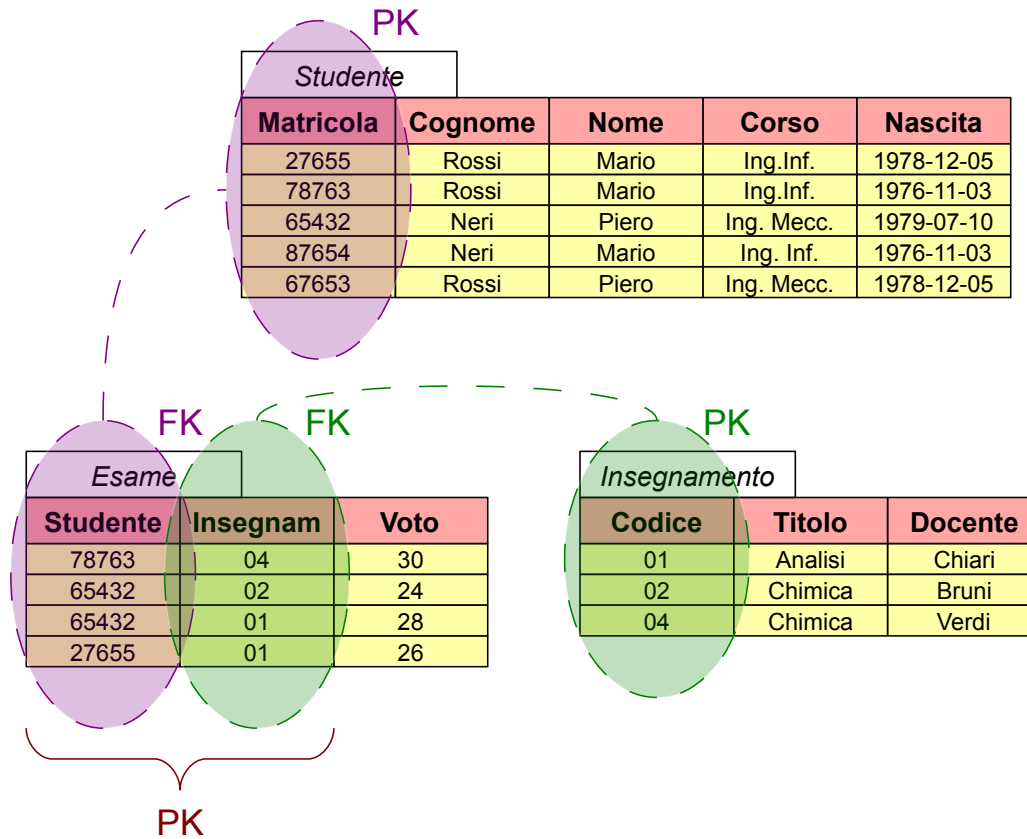 PK
Studente
Matricola Cognome Nome Corso Nascita
27655 Rossi Mario Ing.Inf. 1978-12-05
78763 Rossi Mario Ing.Inf. 1976-11-03
65432 Neri Piero Ing. Mecc. 1979-07-10
87654 Neri Mario Ing. Inf. 1976-11-03
67653 Rossi Piero Ing. Mecc. 1978-12-05
FK FK PK
Esame
Studente Insegnam Voto
78763 04 30
65432 02 24
65432 01 28
27655 01 26
PK
Insegnamento
Codice Titolo Docente
01 Analisi Chiari
02 Chimica Bruni
04 Chimica Verdi